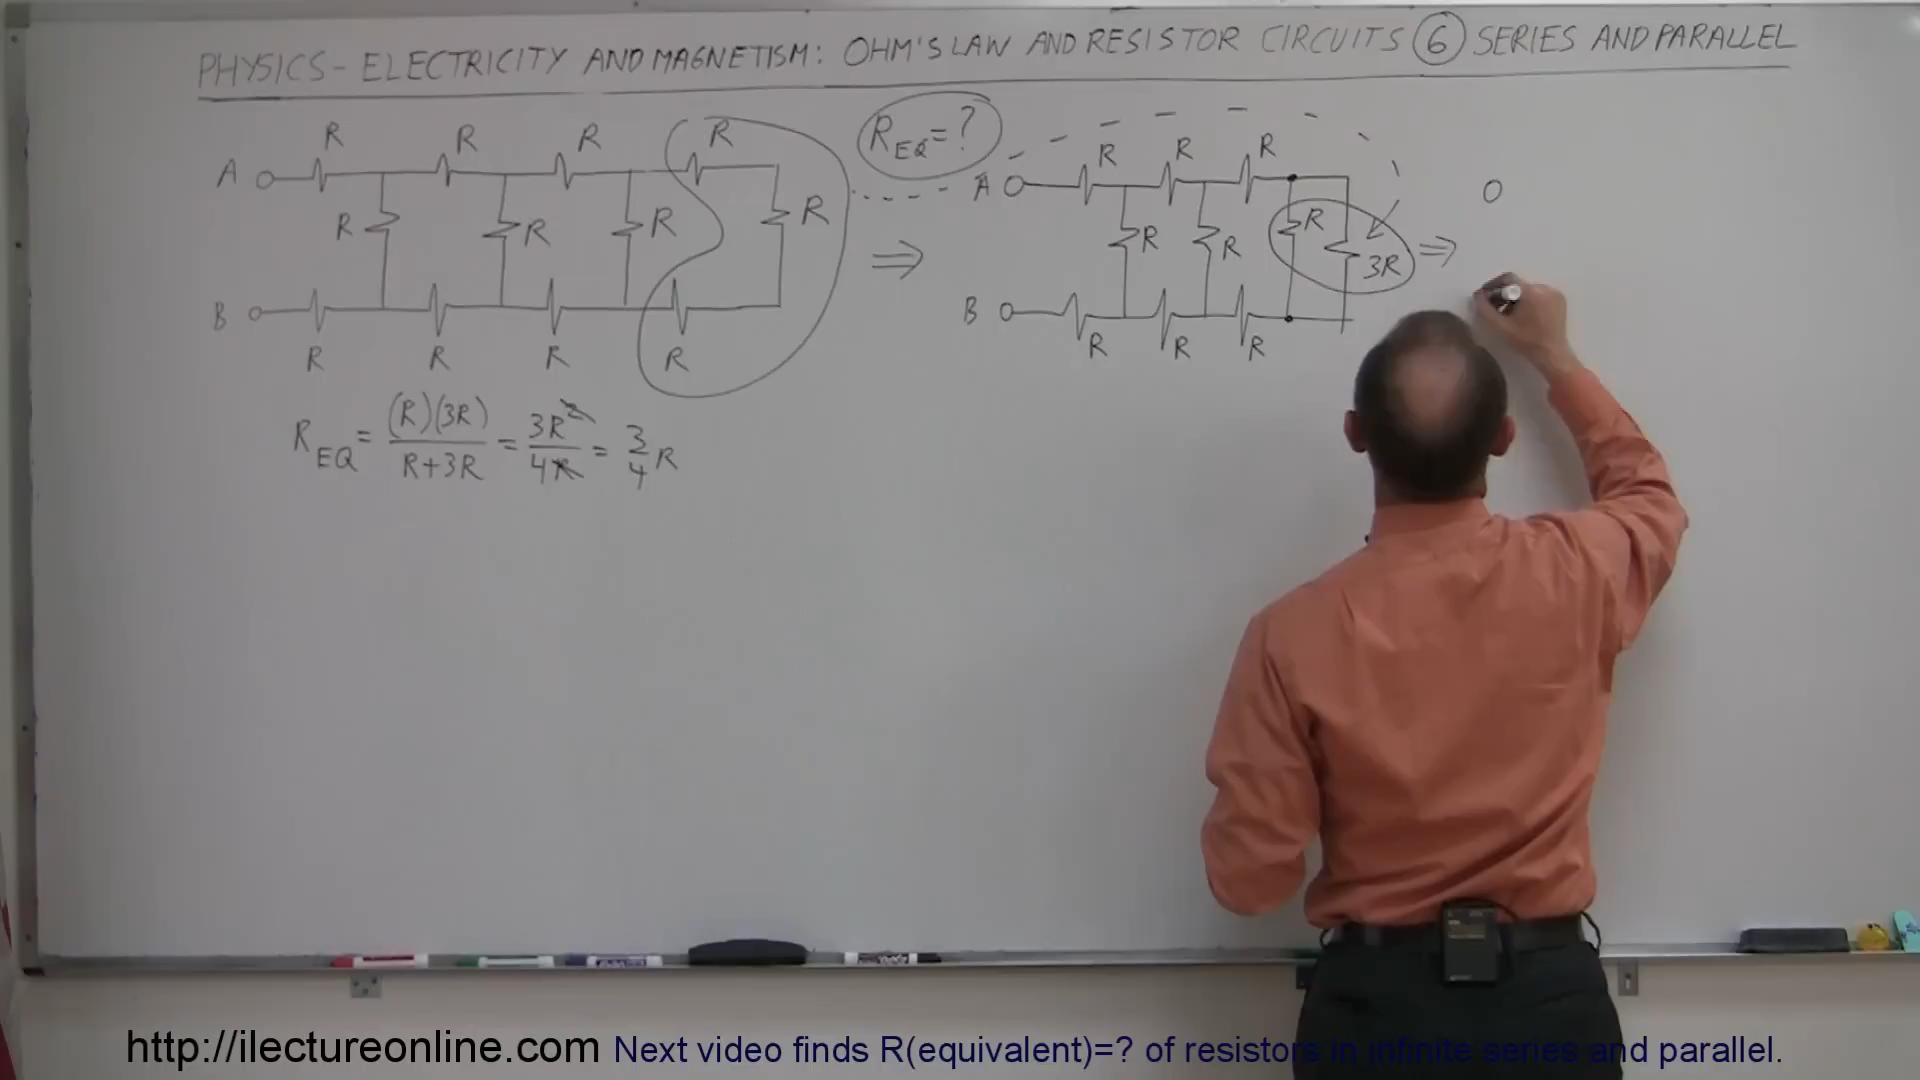 PHYSICS - ELECTRICITY AND MAGNETISM: OHM'S LAW AND RESISTOR CIRCUITS 6 SERIES AND PARALLEL
R R R R
A
R R R R
B
R R R R
R_EQ = ?
R R R
A
R R R 3R
B
R R R
R_EQ = (R)(3R) / R+3R = 3R² / 4R = 3/4 R
http://ilectureonline.com Next video finds R(equivalent)=? of resistors in infinite series and parallel.